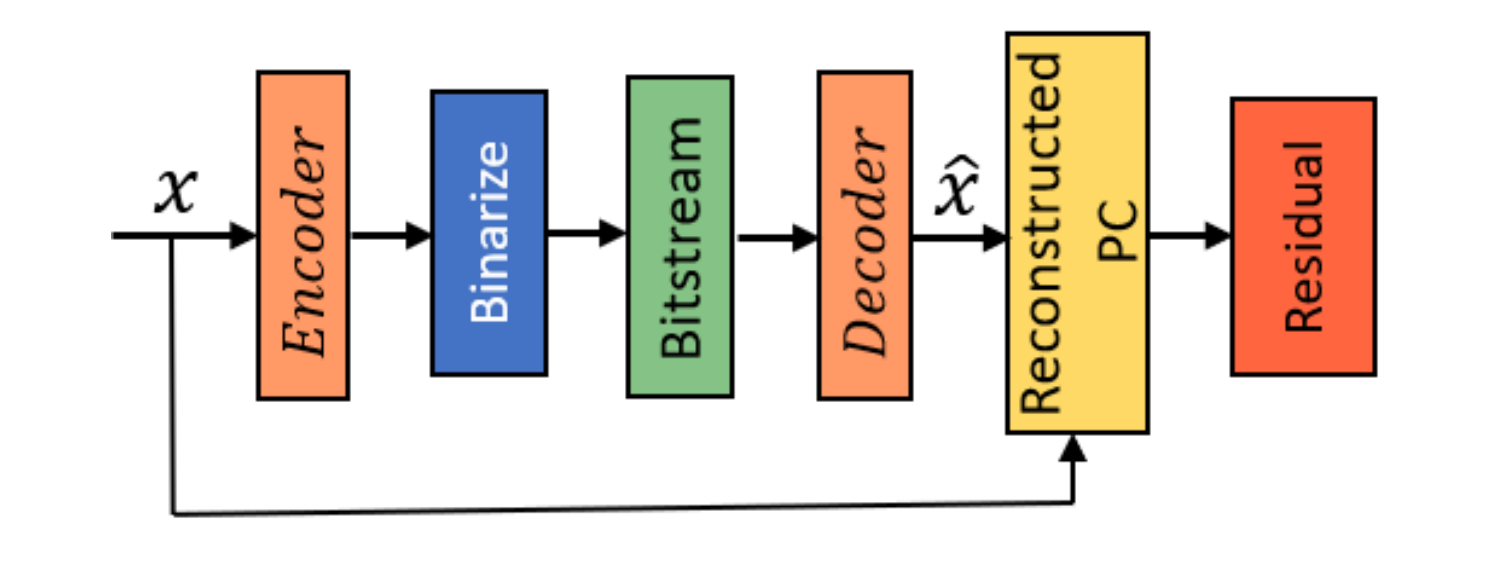 x
Encoder
Binarize
Bitstream
Decoder
x̂
Reconstructed
PC
Residual